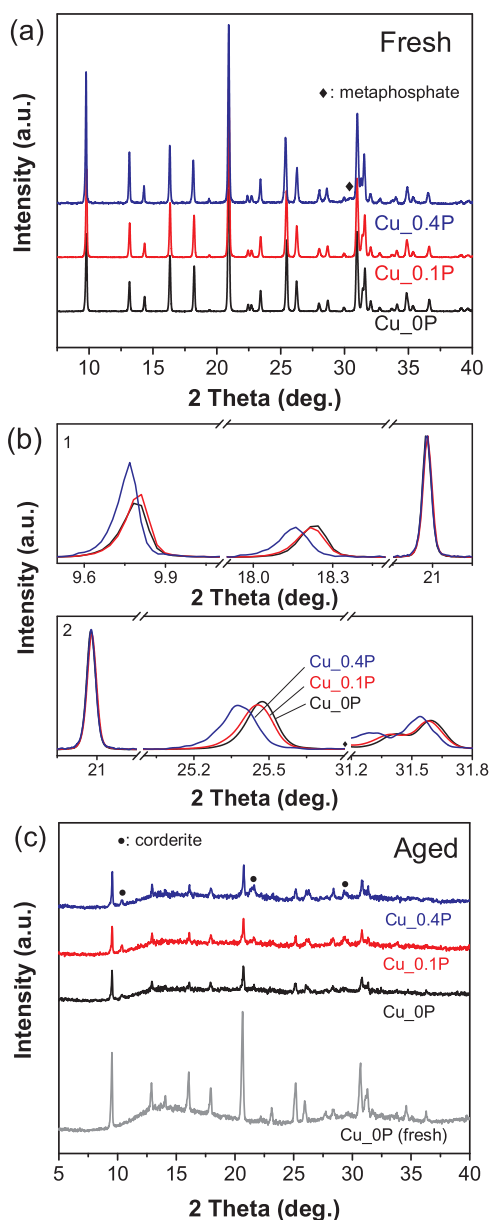 (a)
Fresh
♦: metaphosphate
♦
Cu_0.4P
Cu_0.1P
Cu_0P
Intensity (a.u.)
10 15 20 25 30 35 40
2 Theta (deg.)
(b)
1
9.6 9.9 18.0 18.3 21
Intensity (a.u.)
2
Cu_0.4P
Cu_0.1P
Cu_0P
♦
21 25.2 25.5 31.2 31.5 31.8
2 Theta (deg.)
(c)
●: corderite
Aged
Cu_0.4P
Cu_0.1P
Cu_0P
Cu_0P (fresh)
Intensity (a.u.)
5 10 15 20 25 30 35 40
2 Theta (deg.)